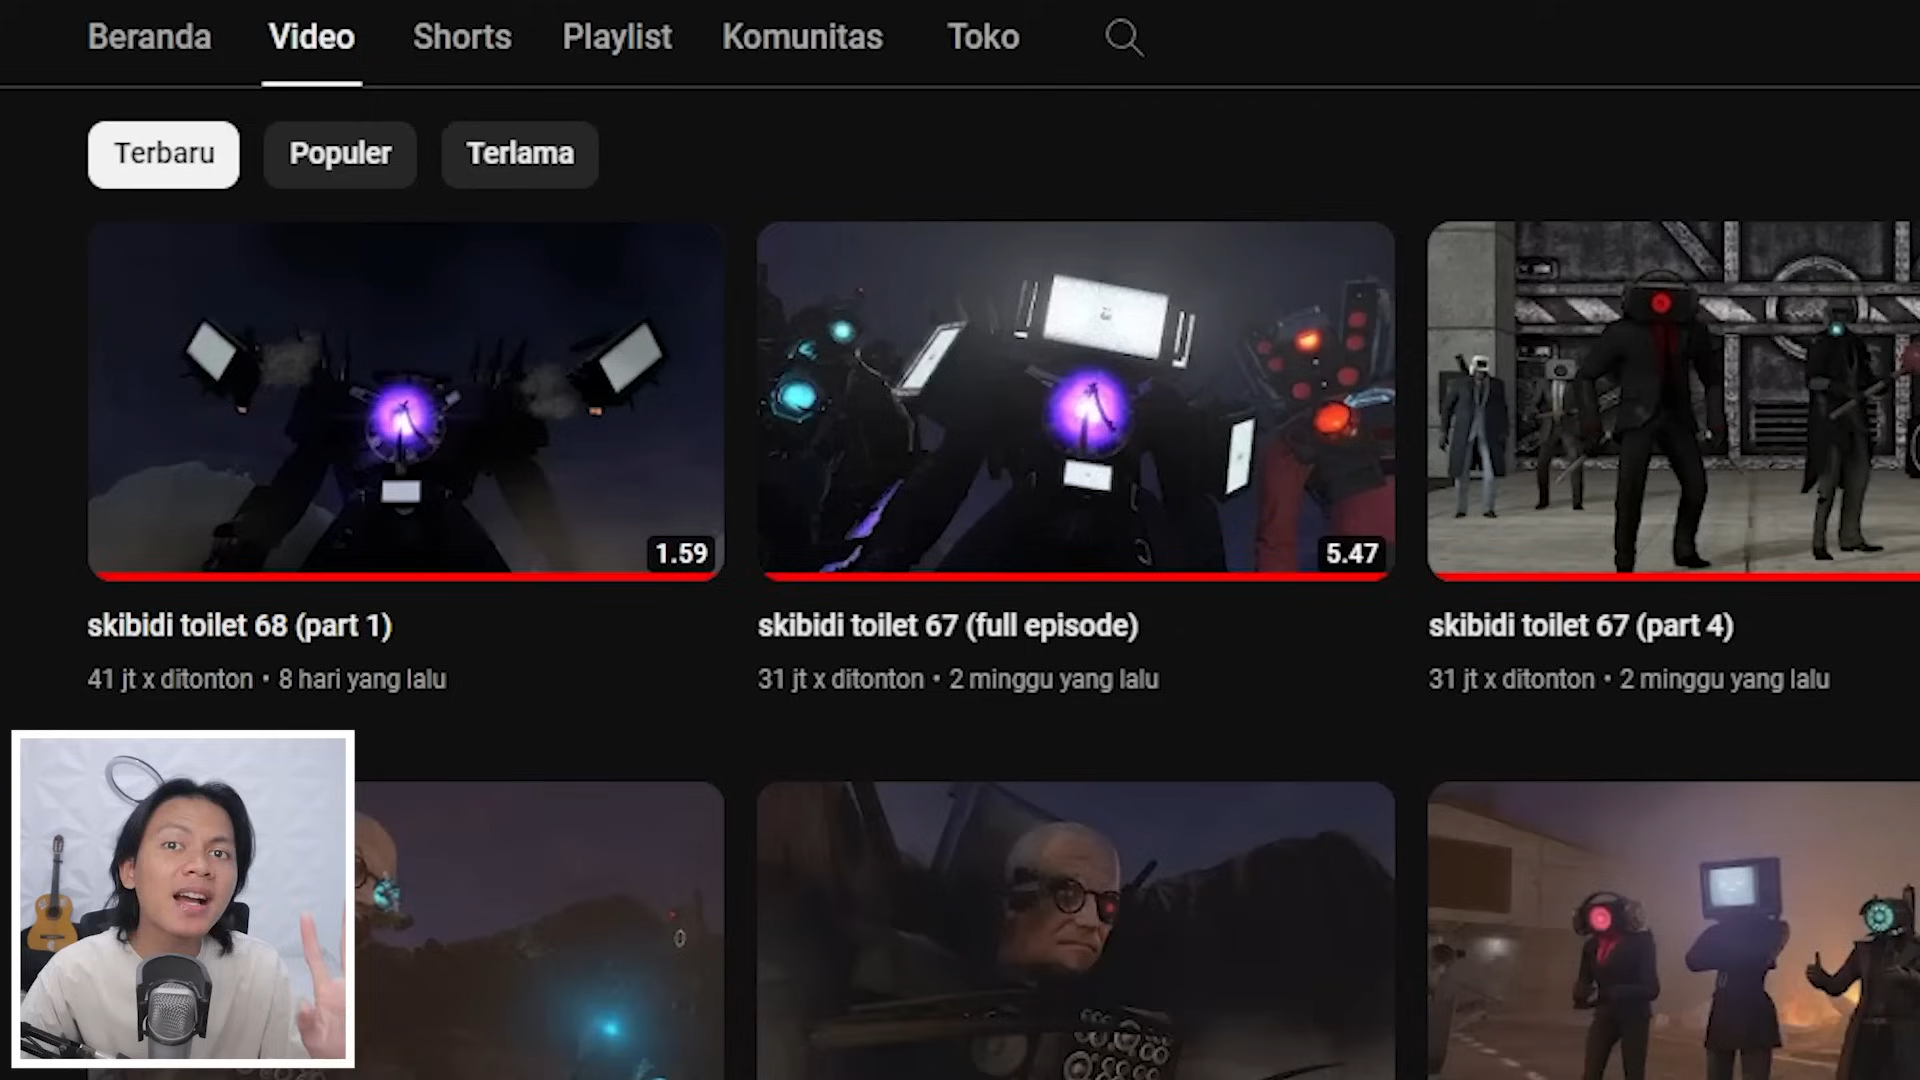 Beranda Video Shorts Playlist Komunitas Toko
Terbaru Populer Terlama
1.59
5.47
skibidi toilet 68 (part 1)
41 jt x ditonton • 8 hari yang lalu
skibidi toilet 67 (full episode)
31 jt x ditonton • 2 minggu yang lalu
skibidi toilet 67 (part 4)
31 jt x ditonton • 2 minggu yang lalu